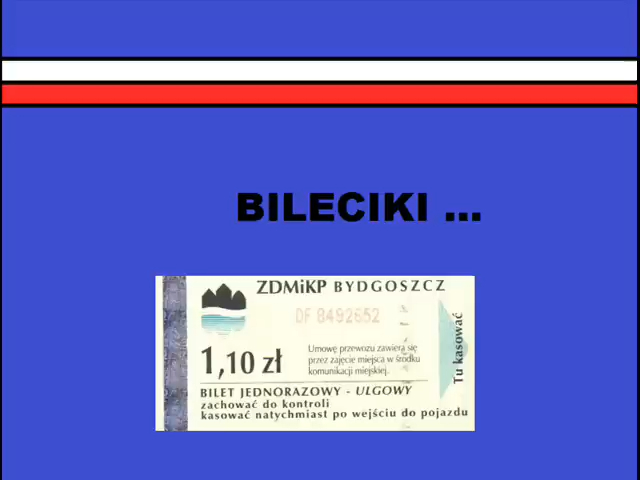 BILECIKI ...
ZDMiKP BYDGOSZCZ
DF 8492652
1,10 zł
Umowę przewozu zawiera się
przez zajęcie miejsca w środku
komunikacji miejskiej.
Tu kasować
BILET JEDNORAZOWY - ULGOWY
zachować do kontroli
kasować natychmiast po wejściu do pojazdu